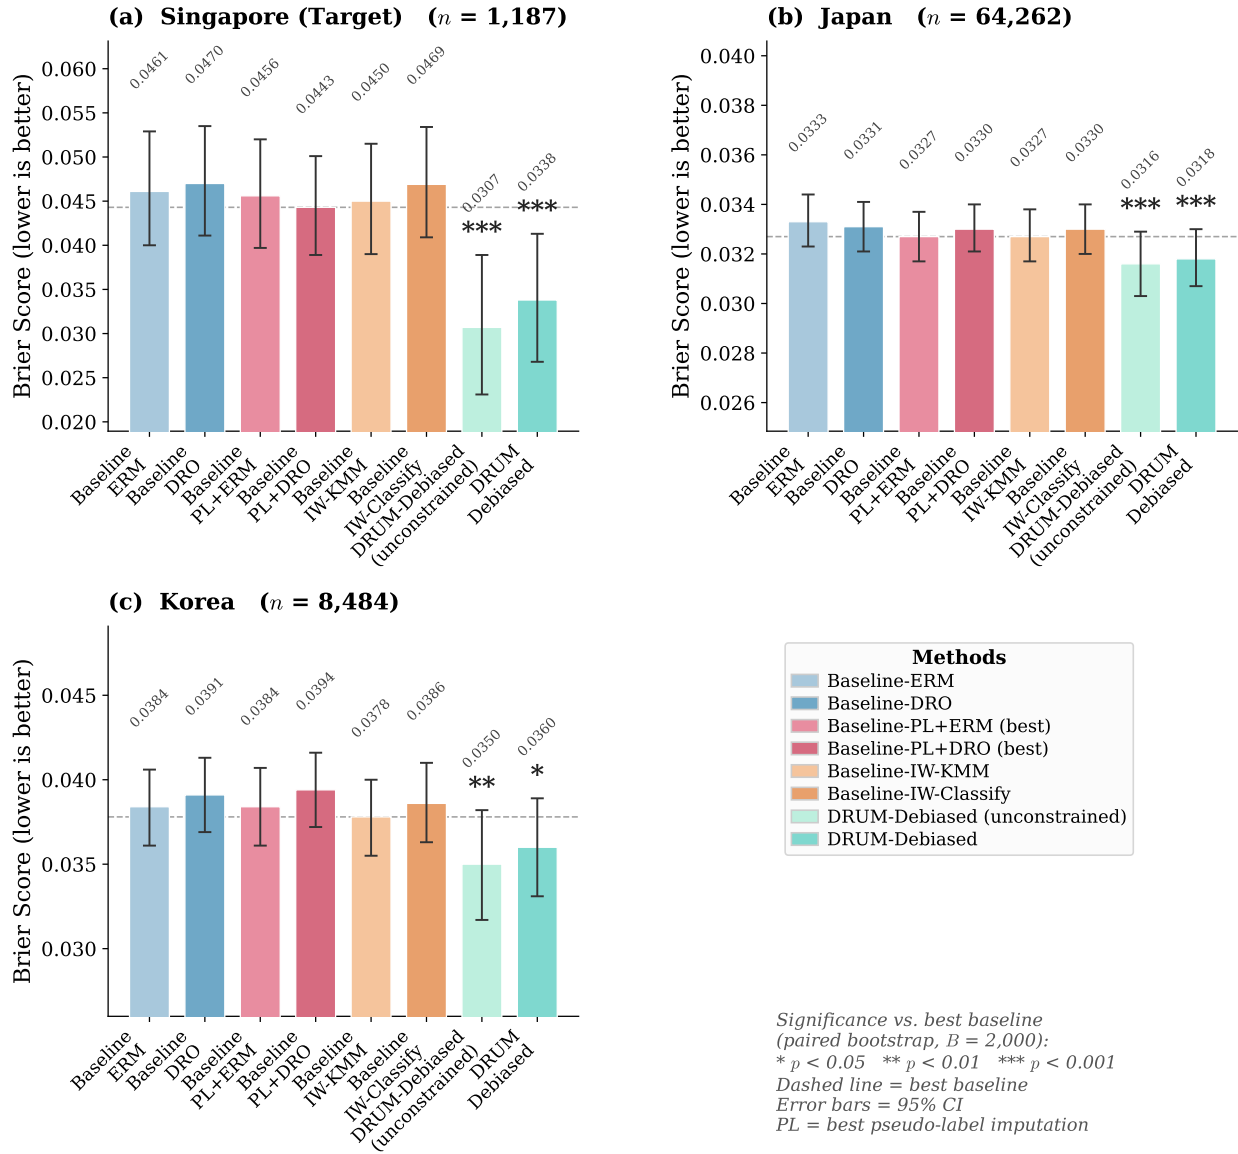 (a)  Singapore (Target)   (n = 1,187)
Brier Score (lower is better)
0.060
0.055
0.050
0.045
0.040
0.035
0.030
0.025
0.020
0.0461
0.0470
0.0456
0.0443
0.0450
0.0469
0.0307
0.0338
***
***
Baseline
ERM
Baseline
DRO
Baseline
PL+ERM
Baseline
PL+DRO
Baseline
IW-KMM
Baseline
IW-Classify
DRUM-Debiased
(unconstrained)
DRUM
Debiased
(b)  Japan   (n = 64,262)
Brier Score (lower is better)
0.040
0.038
0.036
0.034
0.032
0.030
0.028
0.026
0.0333
0.0331
0.0327
0.0330
0.0327
0.0330
0.0316
0.0318
***
***
Baseline
ERM
Baseline
DRO
Baseline
PL+ERM
Baseline
PL+DRO
Baseline
IW-KMM
Baseline
IW-Classify
DRUM-Debiased
(unconstrained)
DRUM
Debiased
(c)  Korea   (n = 8,484)
Brier Score (lower is better)
0.045
0.040
0.035
0.030
0.0384
0.0391
0.0384
0.0394
0.0378
0.0386
0.0350
0.0360
**
*
Baseline
ERM
Baseline
DRO
Baseline
PL+ERM
Baseline
PL+DRO
Baseline
IW-KMM
Baseline
IW-Classify
DRUM-Debiased
(unconstrained)
DRUM
Debiased
Methods
Baseline-ERM
Baseline-DRO
Baseline-PL+ERM (best)
Baseline-PL+DRO (best)
Baseline-IW-KMM
Baseline-IW-Classify
DRUM-Debiased (unconstrained)
DRUM-Debiased
Significance vs. best baseline
(paired bootstrap, B = 2,000):
* p < 0.05   ** p < 0.01   *** p < 0.001
Dashed line = best baseline
Error bars = 95% CI
PL = best pseudo-label imputation